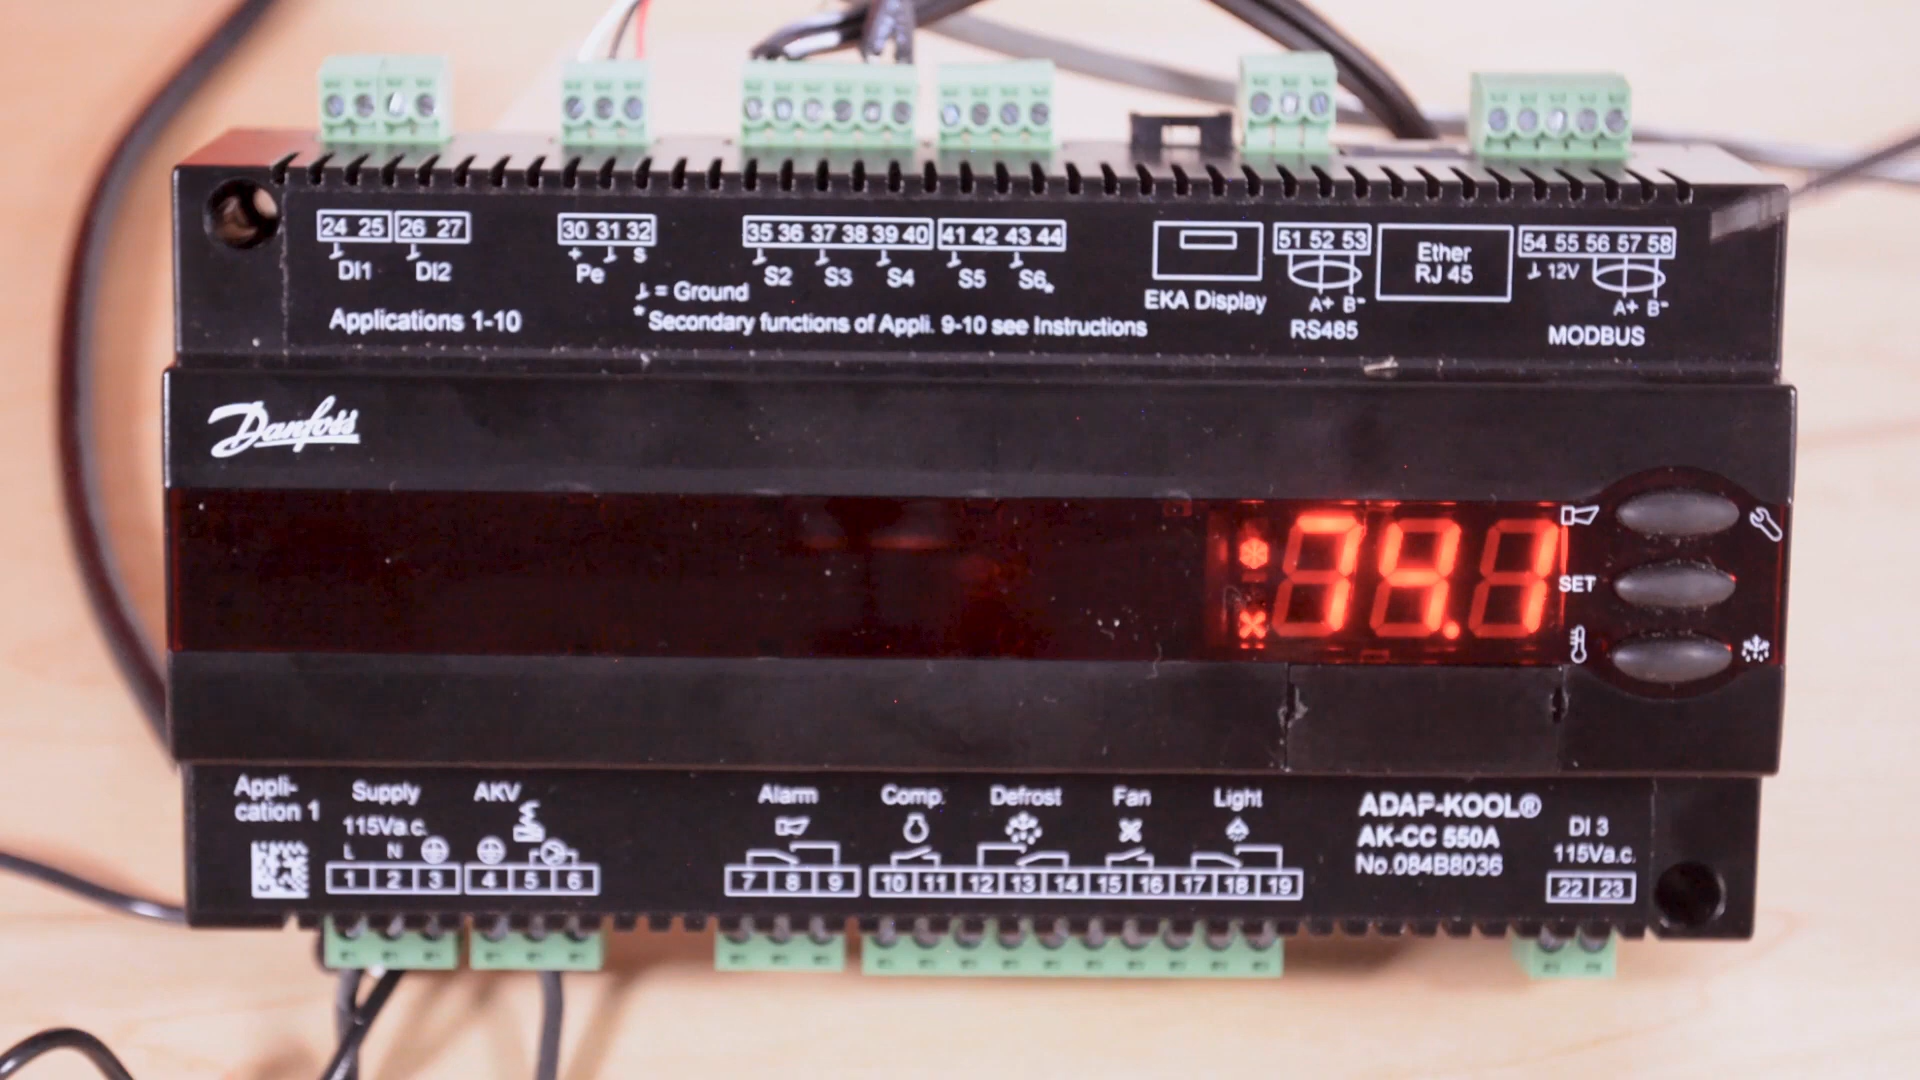 24 25 26 27
DI1 DI2
Applications 1-10
30 31 32
+ s
Pe
35 36 37 38 39 40 41 42 43 44
S2 S3 S4 S5 S6*
= Ground
* Secondary functions of Appli. 9-10 see Instructions
EKA Display
51 52 53
A+ B-
RS485
Ether
RJ 45
54 55 56 57 58
12V
A+ B-
MODBUS
Danfoss
79.1
SET
Appli-
cation 1
Supply
115Va.c.
L N
1 2 3
AKV
4 5 6
Alarm
7 8 9
Comp. Defrost Fan Light
10 11 12 13 14 15 16 17 18 19
ADAP-KOOL®
AK-CC 550A
No.084B8036
DI 3
115Va.c.
22 23